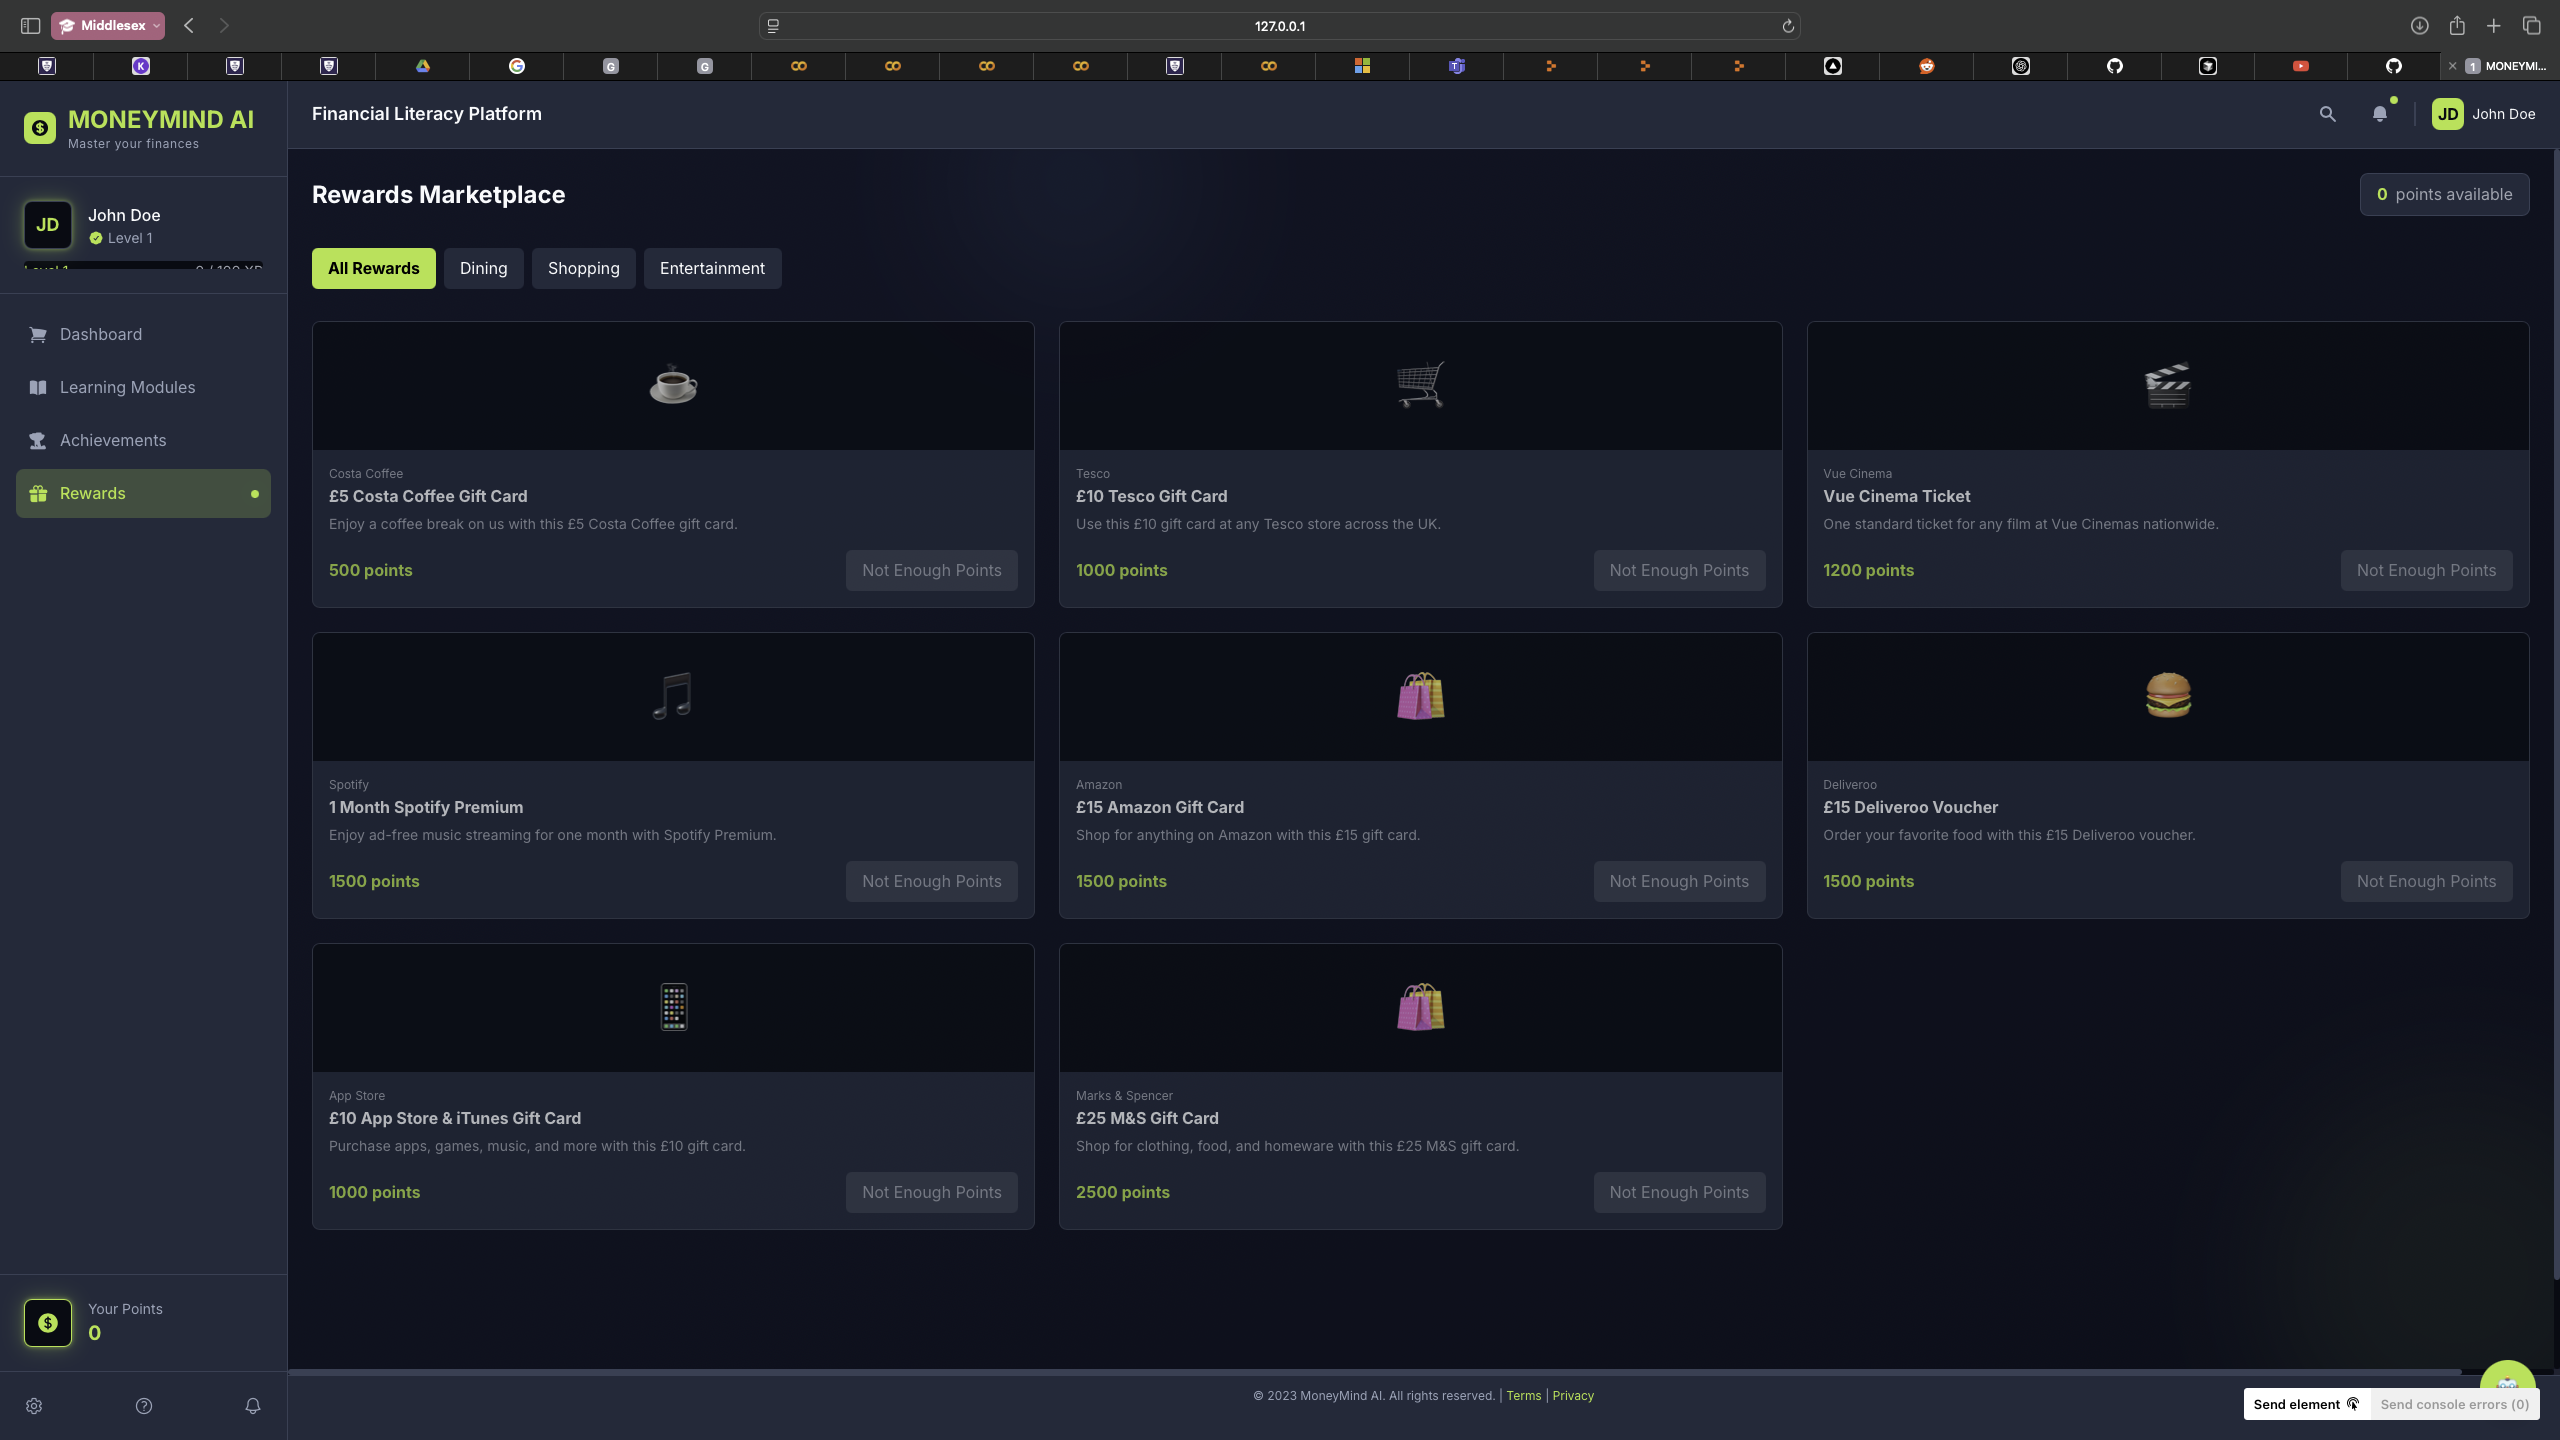 Middlesex
127.0.0.1
MONEYMI...
MONEYMIND AI
Master your finances
Financial Literacy Platform
JD
John Doe
JD
John Doe
Level 1
Rewards Marketplace
0 points available
All Rewards
Dining
Shopping
Entertainment
Dashboard
Learning Modules
Achievements
Rewards
Costa Coffee
£5 Costa Coffee Gift Card
Enjoy a coffee break on us with this £5 Costa Coffee gift card.
500 points
Not Enough Points
Tesco
£10 Tesco Gift Card
Use this £10 gift card at any Tesco store across the UK.
1000 points
Not Enough Points
Vue Cinema
Vue Cinema Ticket
One standard ticket for any film at Vue Cinemas nationwide.
1200 points
Not Enough Points
Spotify
1 Month Spotify Premium
Enjoy ad-free music streaming for one month with Spotify Premium.
1500 points
Not Enough Points
Amazon
£15 Amazon Gift Card
Shop for anything on Amazon with this £15 gift card.
1500 points
Not Enough Points
Deliveroo
£15 Deliveroo Voucher
Order your favorite food with this £15 Deliveroo voucher.
1500 points
Not Enough Points
App Store
£10 App Store & iTunes Gift Card
Purchase apps, games, music, and more with this £10 gift card.
1000 points
Not Enough Points
Marks & Spencer
£25 M&S Gift Card
Shop for clothing, food, and homeware with this £25 M&S gift card.
2500 points
Not Enough Points
Your Points
0
© 2023 MoneyMind AI. All rights reserved. | Terms | Privacy
Send element
Send console errors (0)